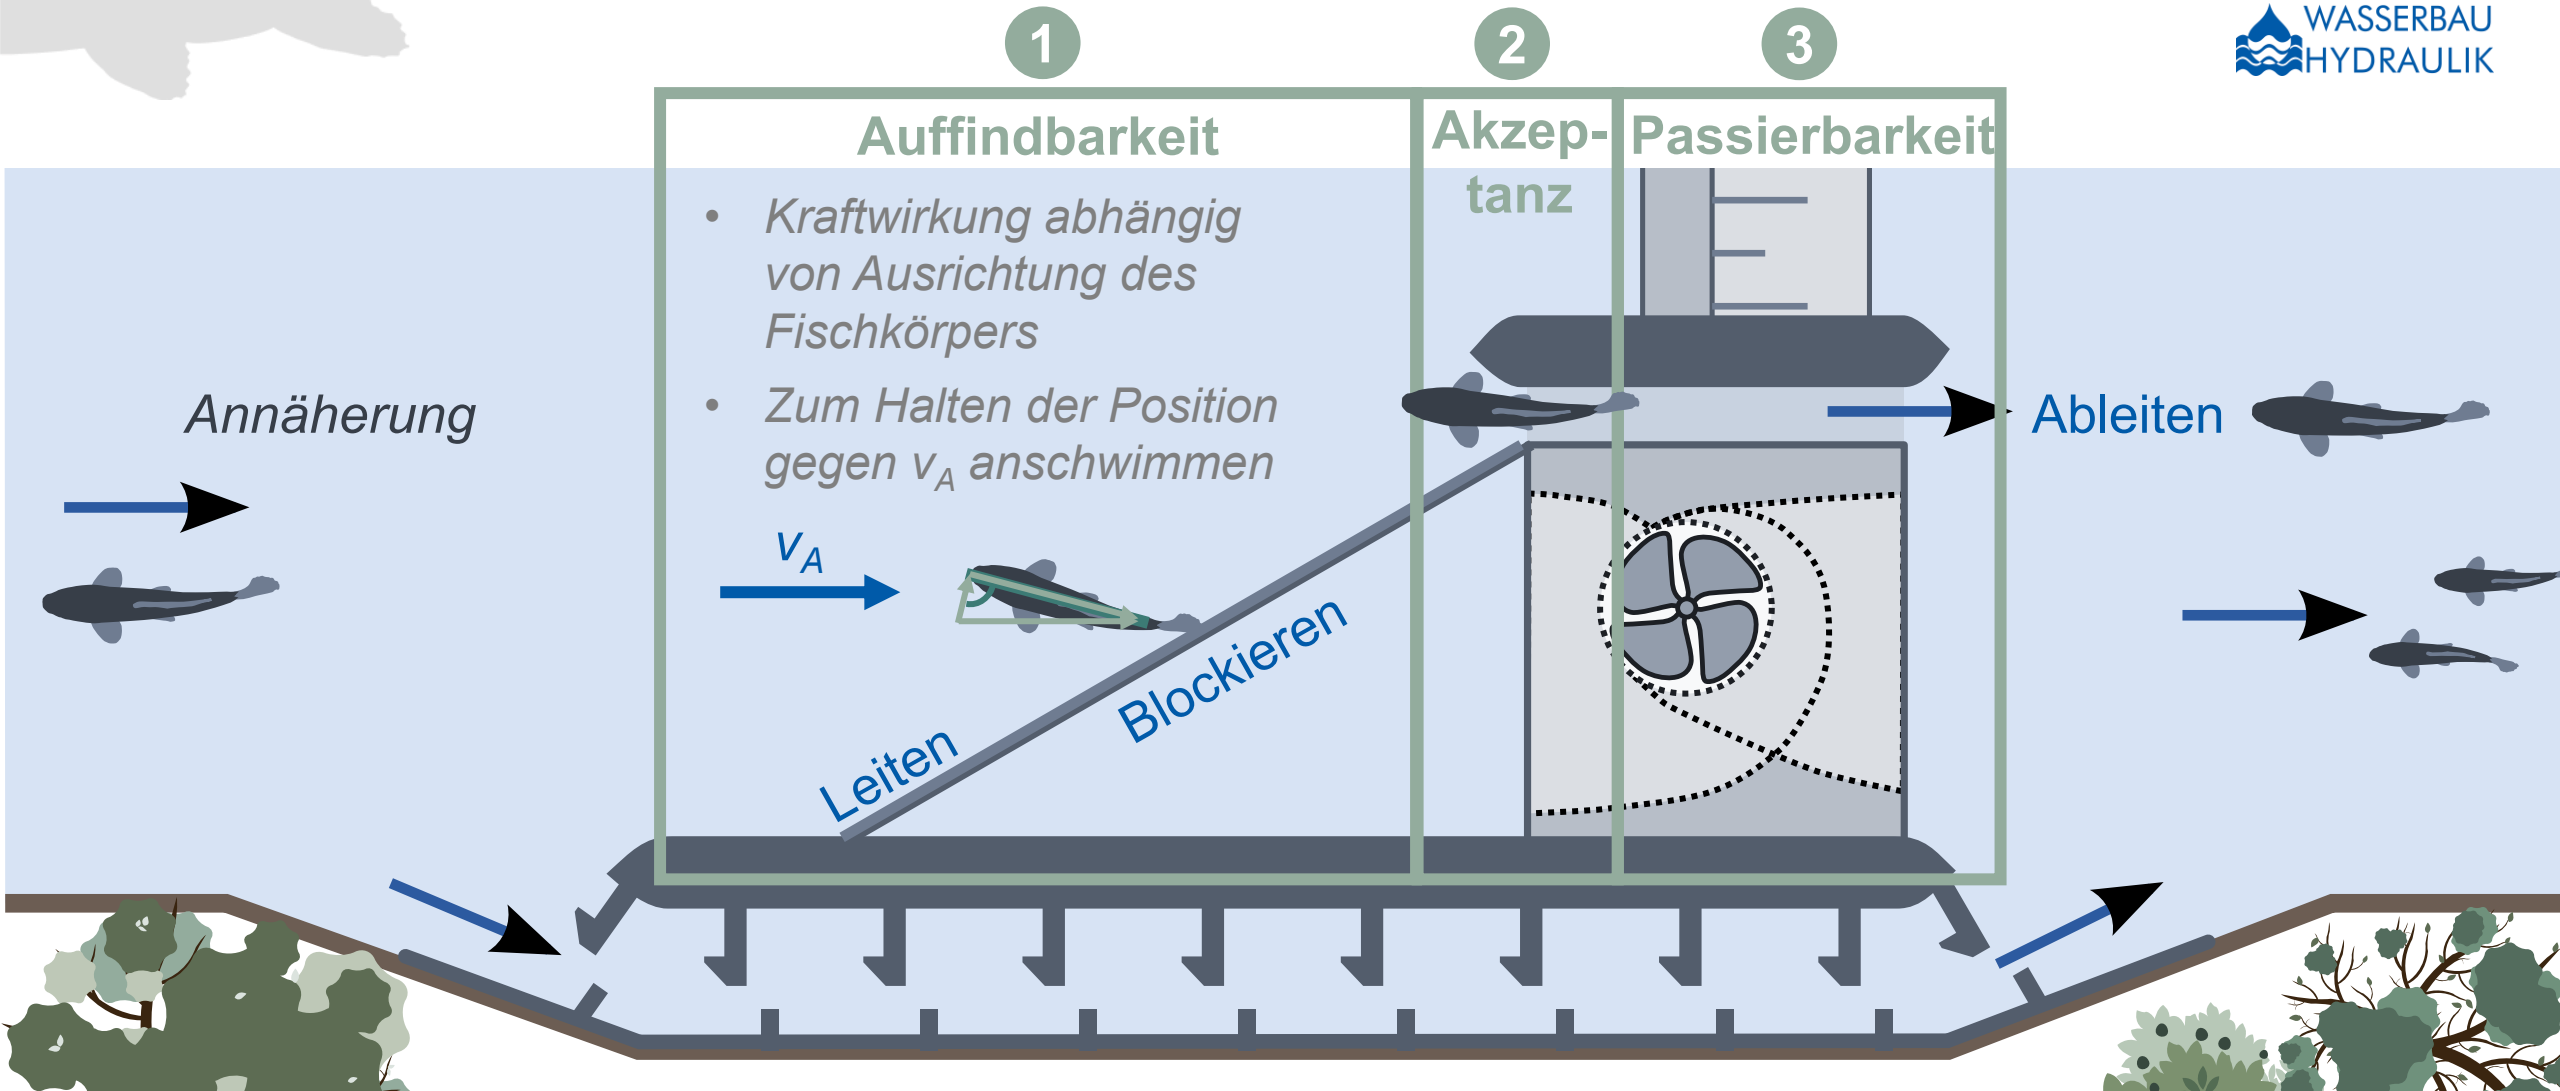 1
2
3
WASSERBAU
HYDRAULIK
Auffindbarkeit
Akzep-
tanz
Passierbarkeit
• Kraftwirkung abhängig
von Ausrichtung des
Fischkörpers
• Zum Halten der Position
gegen vA anschwimmen
Annäherung
Ableiten
vA
Blockieren
Leiten